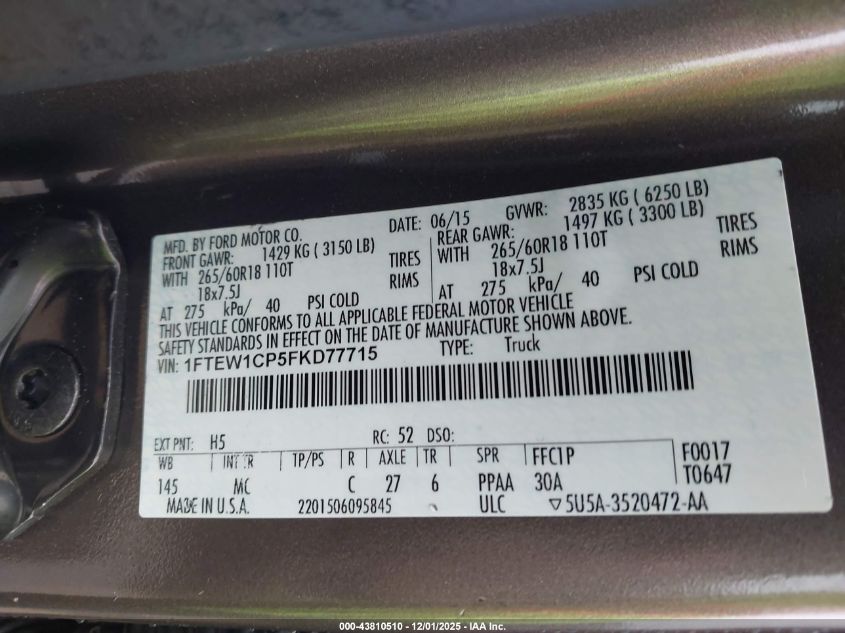 MFD. BY FORD MOTOR CO. DATE: 06/15 GVWR: 2835 KG ( 6250 LB)
FRONT GAWR: 1429 KG ( 3150 LB) REAR GAWR: 1497 KG ( 3300 LB)
WITH 265/60R18 110T TIRES WITH 265/60R18 110T TIRES
18x7.5J RIMS 18x7.5J RIMS
AT 275 kPa/ 40 PSI COLD AT 275 kPa/ 40 PSI COLD
THIS VEHICLE CONFORMS TO ALL APPLICABLE FEDERAL MOTOR VEHICLE
SAFETY STANDARDS IN EFFECT ON THE DATE OF MANUFACTURE SHOWN ABOVE.
VIN: 1FTEW1CP5FKD77715 TYPE: Truck
EXT PNT: H5 RC: 52 DSO:
WB INT TR TP/PS R AXLE TR SPR FFC1P F0017
145 MC C 27 6 PPAA 30A T0647
MADE IN U.S.A. 2201506095845 ULC ▽5U5A-3520472-AA
000-43810510 - 12/01/2025 - IAA Inc.